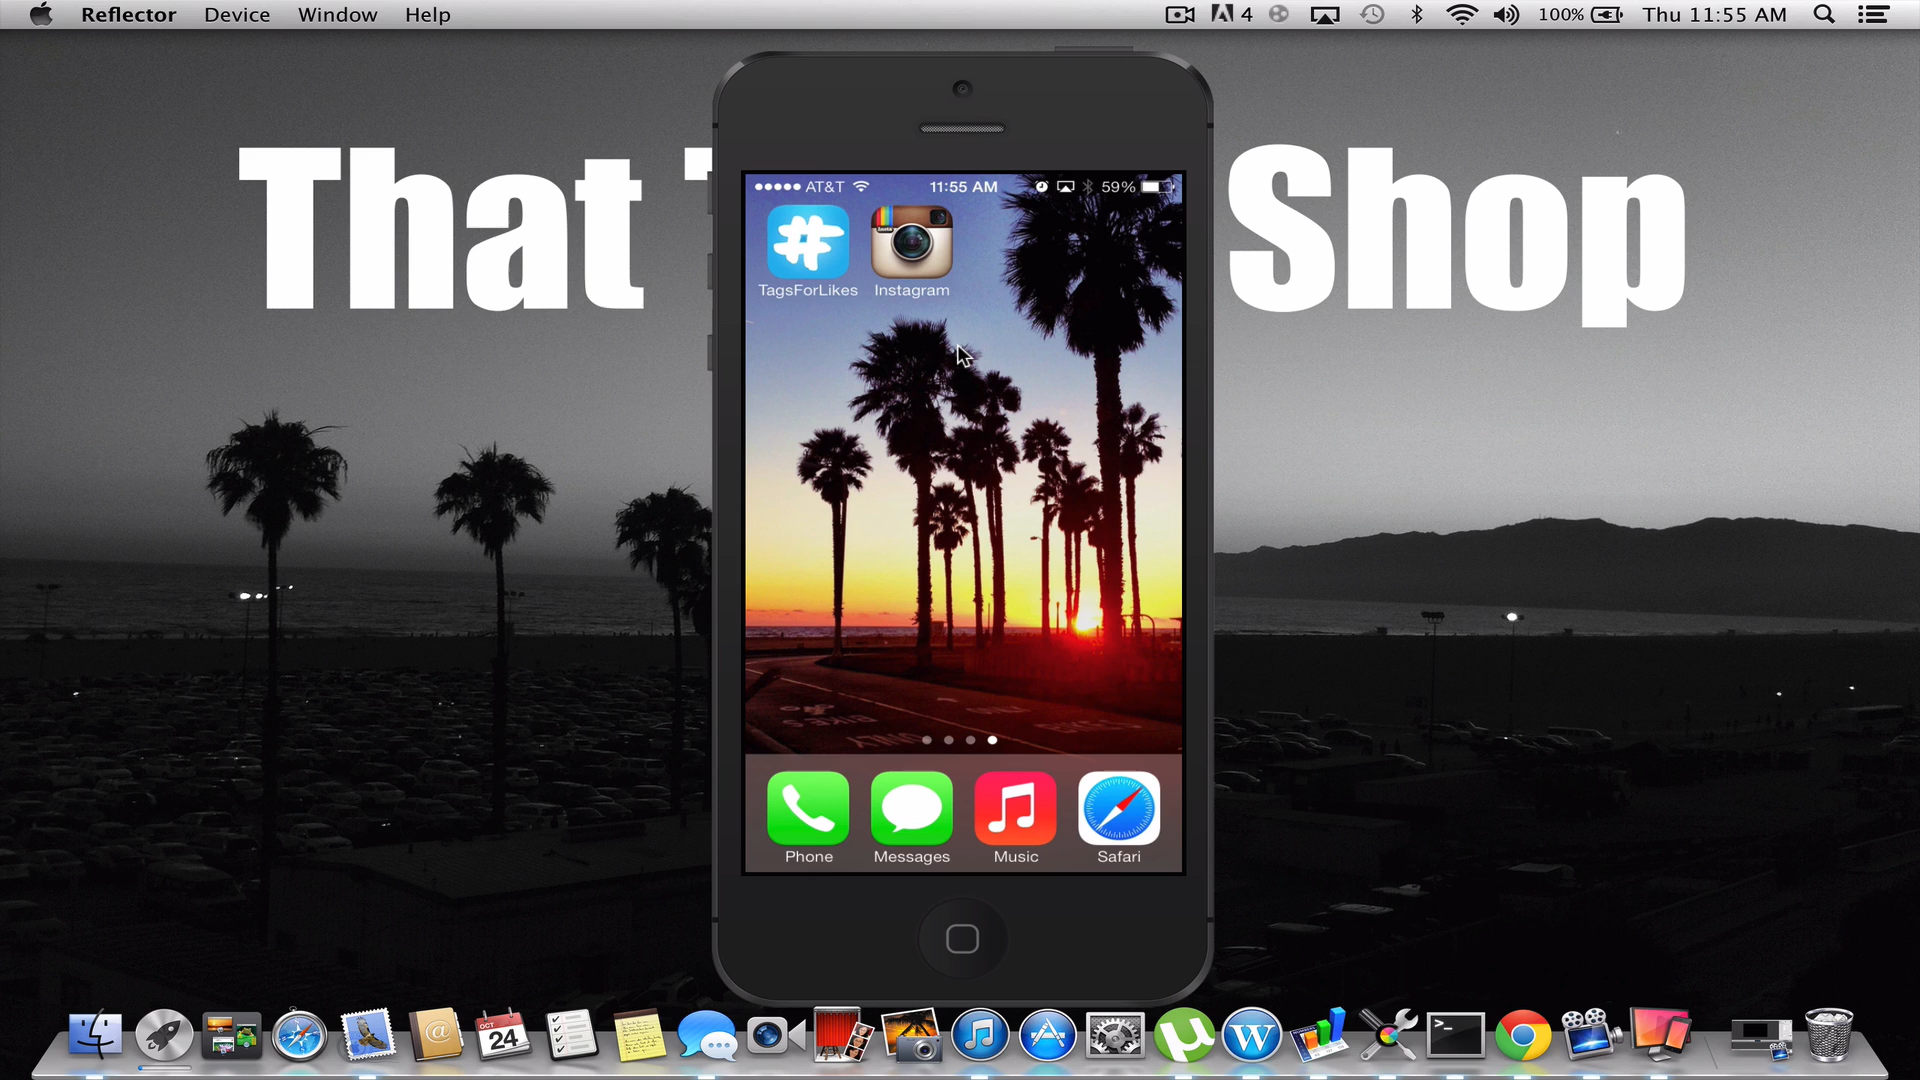 Reflector Device Window Help
4 100% Thu 11:55 AM
That T Shop
AT&T 11:55 AM 59%
TagsForLikes Instagram
Phone Messages Music Safari
OCT
24